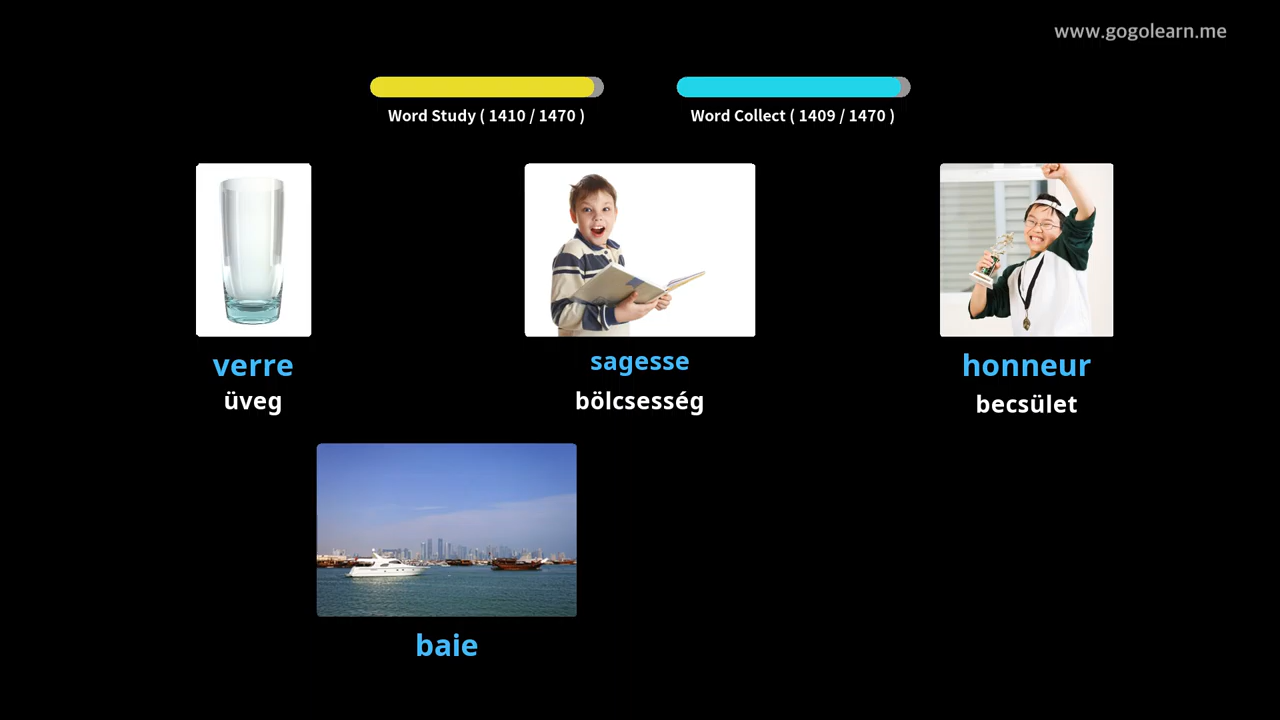 www.gogolearn.me
Word Study ( 1410 / 1470 )
Word Collect ( 1409 / 1470 )
verre
üveg
sagesse
bölcsesség
honneur
becsület
baie